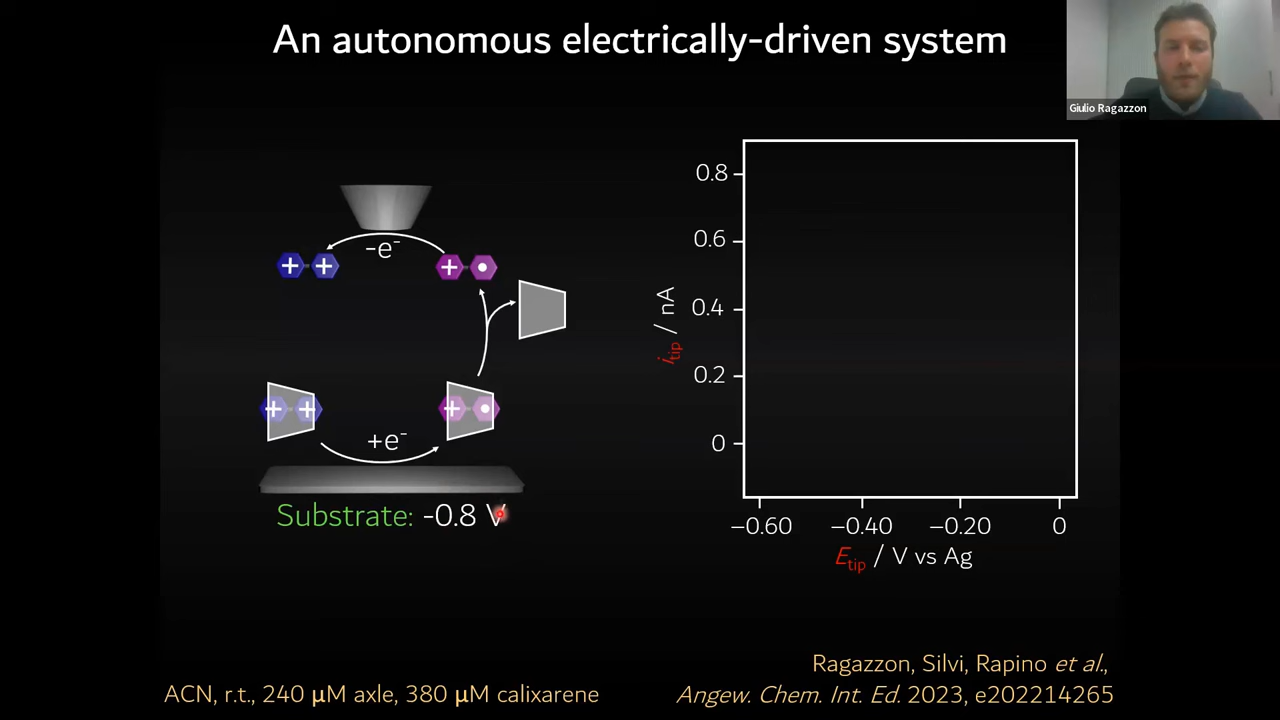 An autonomous electrically-driven system
Giulio Ragazzon
-e⁻
+ +
+ •
+ +
+ •
+e⁻
Substrate: -0.8 V
0.8
0.6
0.4
0.2
0
i tip / nA
−0.60 −0.40 −0.20 0
E tip / V vs Ag
Ragazzon, Silvi, Rapino et al.,
Angew. Chem. Int. Ed. 2023, e202214265
ACN, r.t., 240 µM axle, 380 µM calixarene